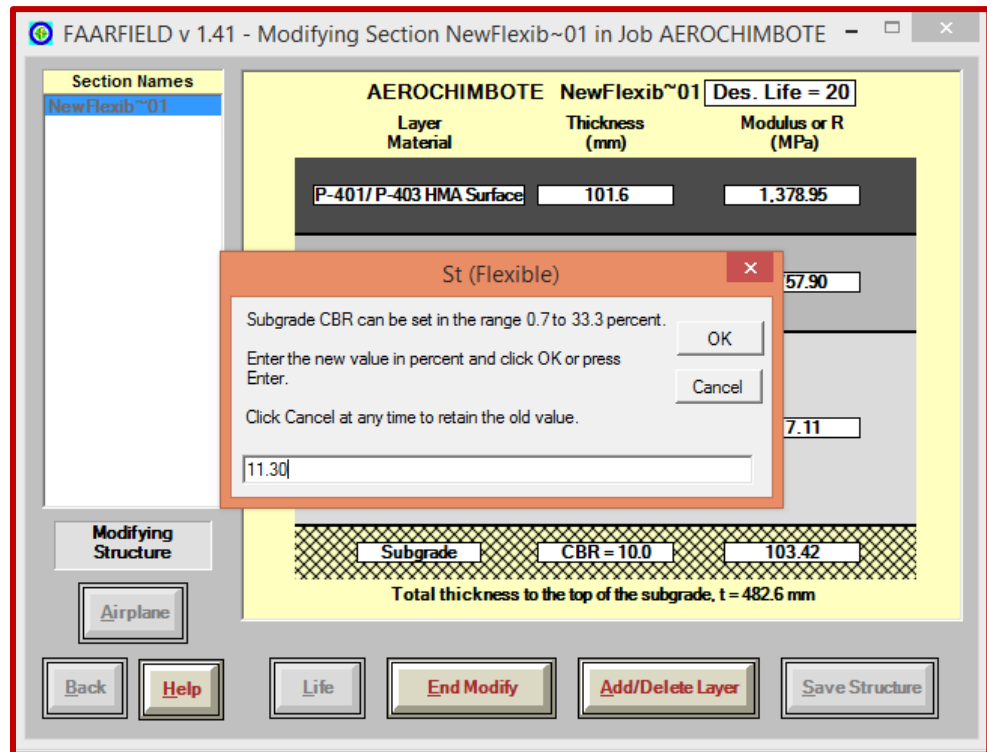 FAARFIELD v 1.41 - Modifying Section NewFlexib~01 in Job AEROCHIMBOTE
Section Names
NewFlexib~01
AEROCHIMBOTE NewFlexib~01 Des. Life = 20
Layer Material Thickness (mm) Modulus or R (MPa)
P-401/ P-403 HMA Surface 101.6 1,378.95
57.90
7.11
St (Flexible)
Subgrade CBR can be set in the range 0.7 to 33.3 percent.
Enter the new value in percent and click OK or press
Enter.
Click Cancel at any time to retain the old value.
OK
Cancel
11.30
Subgrade CBR = 10.0 103.42
Total thickness to the top of the subgrade, t = 482.6 mm
Modifying
Structure
Airplane
Back Help Life End Modify Add/Delete Layer Save Structure